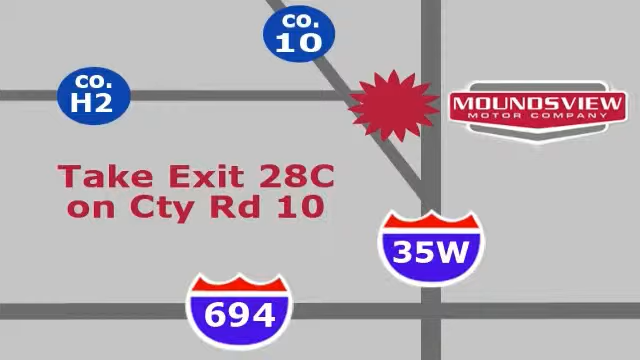 CO.
10
CO.
H2
MOUNDSVIEW
MOTOR COMPANY
Take Exit 28C
on Cty Rd 10
35W
694